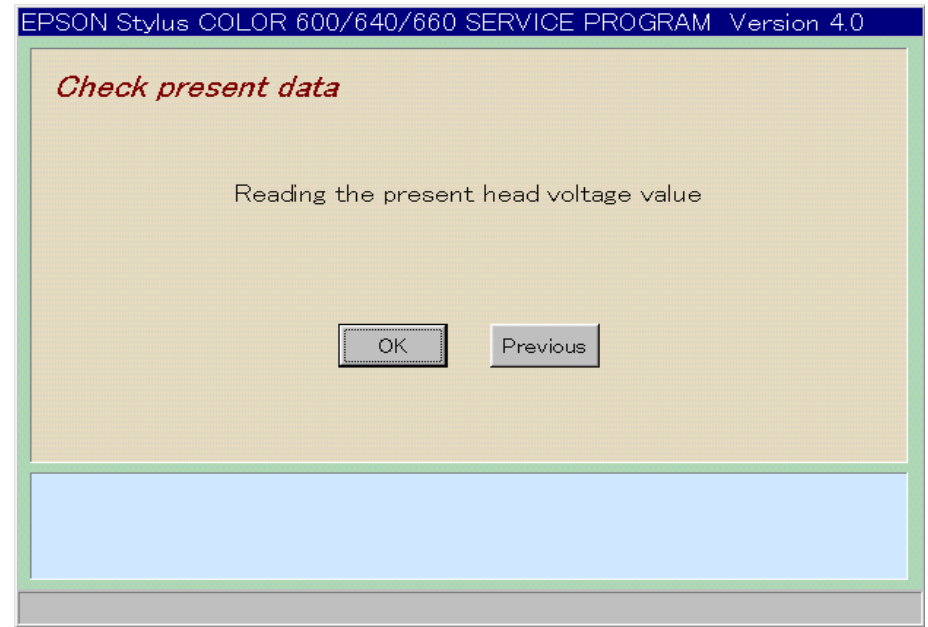 EPSON Stylus COLOR 600/640/660 SERVICE PROGRAM Version 4.0
Check present data
Reading the present head voltage value
OK
Previous